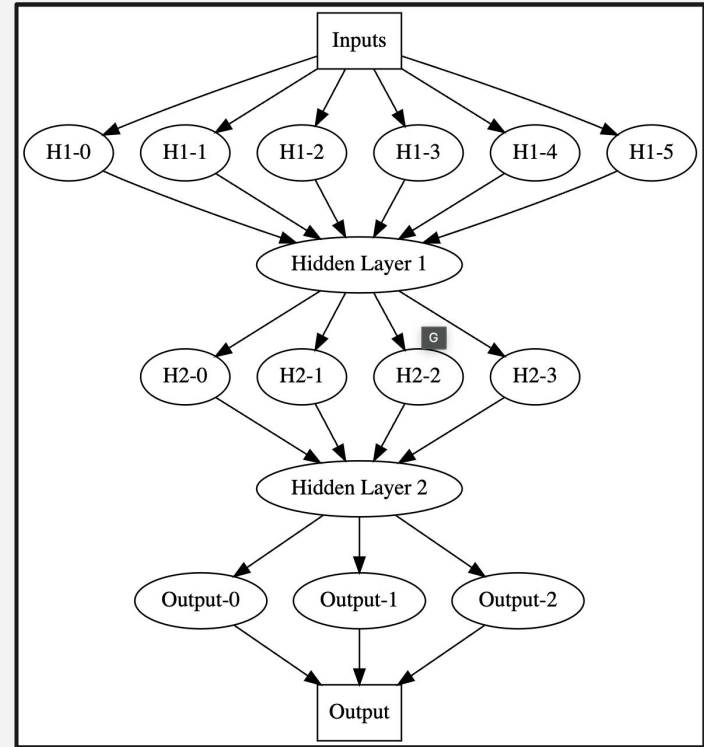 Inputs
H1-0
H1-1
H1-2
H1-3
H1-4
H1-5
Hidden Layer 1
G
H2-0
H2-1
H2-2
H2-3
Hidden Layer 2
Output-0
Output-1
Output-2
Output